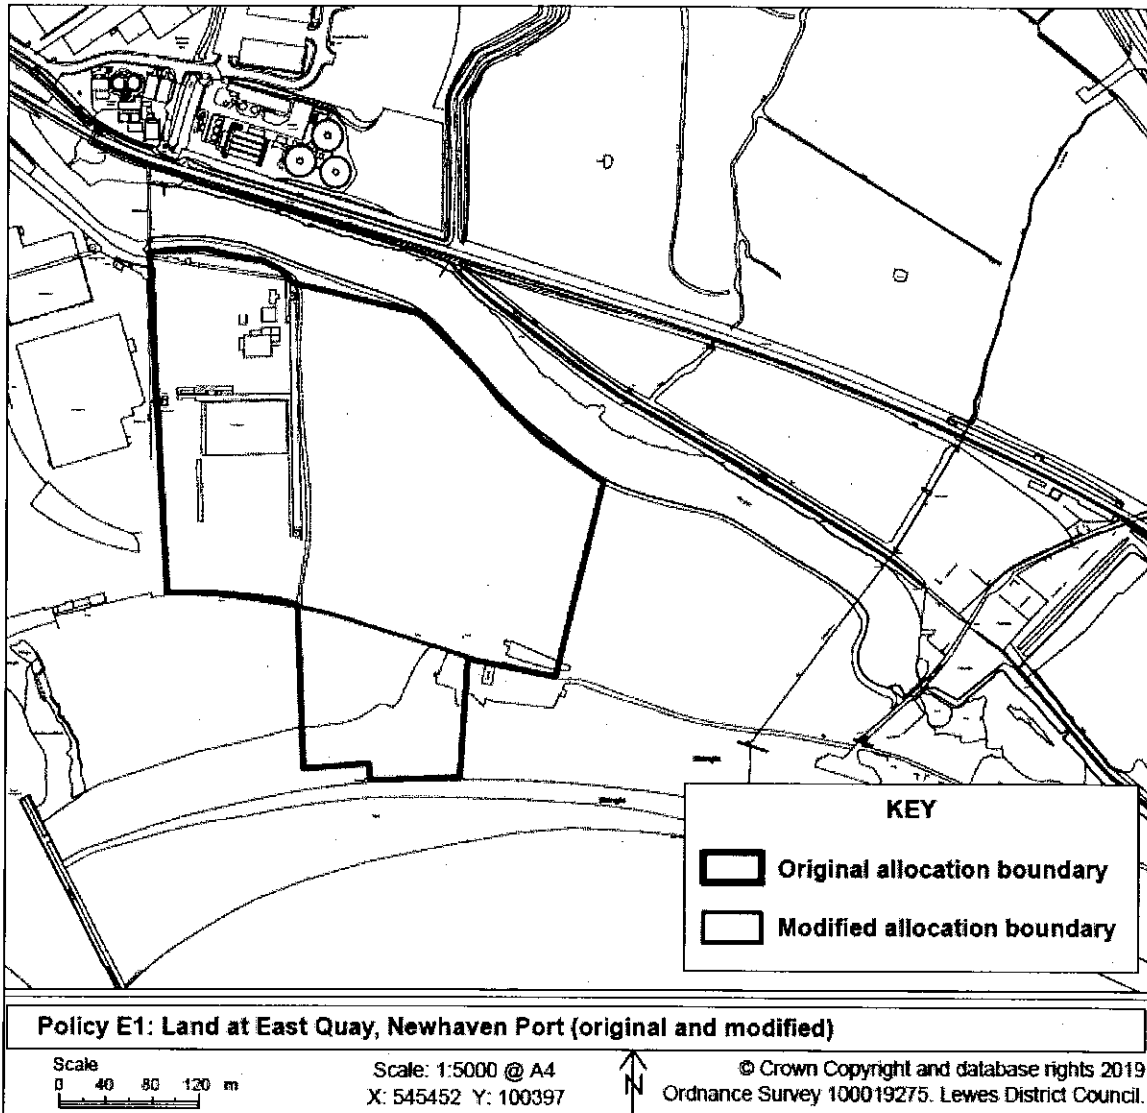 KEY
Original allocation boundary
Modified allocation boundary
Policy E1: Land at East Quay, Newhaven Port (original and modified)
Scale
0 40 80 120 m
Scale: 1:5000 @ A4
X: 545452 Y: 100397
N
© Crown Copyright and database rights 2019
Ordnance Survey 100019275. Lewes District Council.